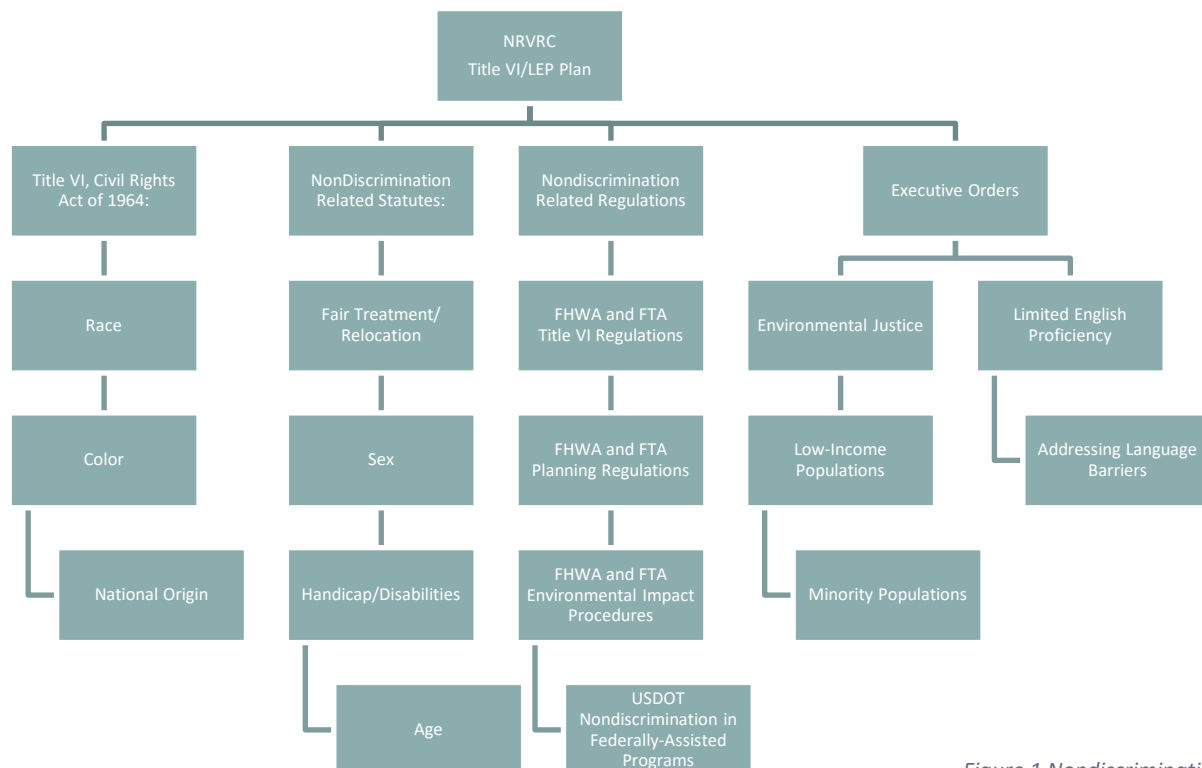 NRVRC
Title VI/LEP Plan
Title VI, Civil Rights
Act of 1964:
NonDiscrimination
Related Statutes:
Nondiscrimination
Related Regulations
Executive Orders
Race
Fair Treatment/
Relocation
FHWA and FTA
Title VI Regulations
Environmental Justice
Limited English
Proficiency
Color
Sex
FHWA and FTA
Planning Regulations
Low-Income
Populations
Addressing Language
Barriers
National Origin
Handicap/Disabilities
FHWA and FTA
Environmental Impact
Procedures
Minority Populations
Age
USDOT
Nondiscrimination in
Federally-Assisted
Programs
Figure 1 Nondiscriminati